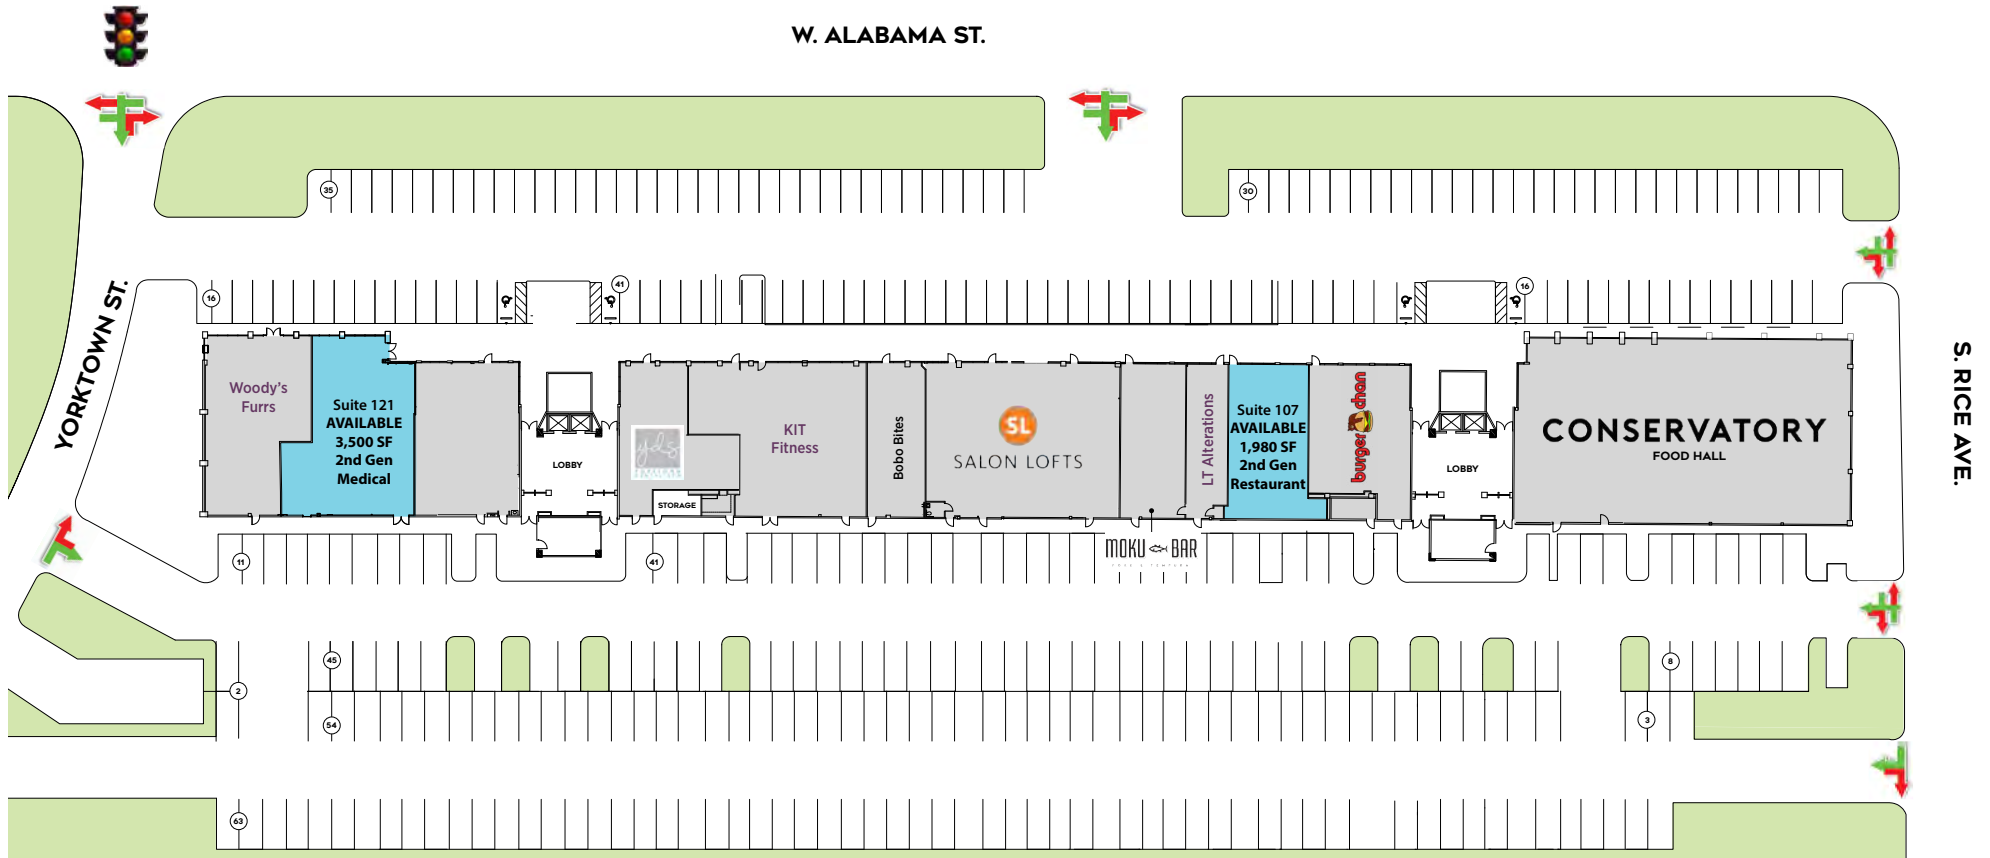 W. ALABAMA ST.
YORKTOWN ST.
S. RICE AVE.
35
30
16
41
16
Woody's
Furrs
Suite 121
AVAILABLE
3,500 SF
2nd Gen
Medical
LOBBY
yds
STORAGE
KIT
Fitness
Bobo Bites
SL
SALON LOFTS
LT Alterations
Suite 107
AVAILABLE
1,980 SF
2nd Gen
Restaurant
burger chan
LOBBY
CONSERVATORY
FOOD HALL
MOKU BAR
11
41
45
2
54
8
3
63